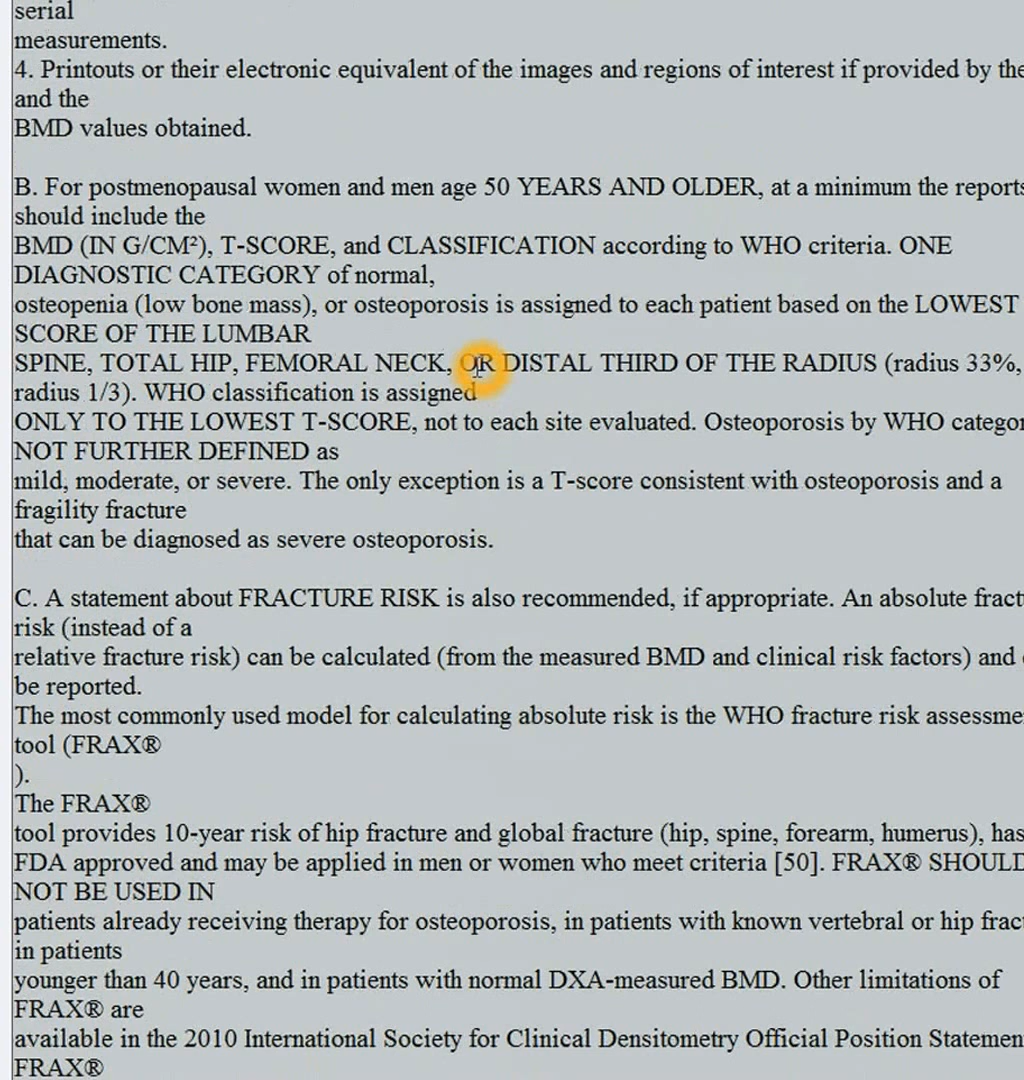 serial
measurements.
4. Printouts or their electronic equivalent of the images and regions of interest if provided by the
and the
BMD values obtained.
B. For postmenopausal women and men age 50 YEARS AND OLDER, at a minimum the reports
should include the
BMD (IN G/CM²), T-SCORE, and CLASSIFICATION according to WHO criteria. ONE
DIAGNOSTIC CATEGORY of normal,
osteopenia (low bone mass), or osteoporosis is assigned to each patient based on the LOWEST
SCORE OF THE LUMBAR
SPINE, TOTAL HIP, FEMORAL NECK, OR DISTAL THIRD OF THE RADIUS (radius 33%,
radius 1/3). WHO classification is assigned
ONLY TO THE LOWEST T-SCORE, not to each site evaluated. Osteoporosis by WHO
NOT FURTHER DEFINED as
mild, moderate, or severe. The only exception is a T-score consistent with osteoporosis and a
fragility fracture
that can be diagnosed as severe osteoporosis.
C. A statement about FRACTURE RISK is also recommended, if appropriate. An absolute
risk (instead of a
relative fracture risk) can be calculated (from the measured BMD and clinical risk factors) and
be reported.
The most commonly used model for calculating absolute risk is the WHO fracture risk
tool (FRAX®
).
The FRAX®
tool provides 10-year risk of hip fracture and global fracture (hip, spine, forearm, humerus), has
FDA approved and may be applied in men or women who meet criteria [50]. FRAX® SHOULD
NOT BE USED IN
patients already receiving therapy for osteoporosis, in patients with known vertebral or hip
in patients
younger than 40 years, and in patients with normal DXA-measured BMD. Other limitations of
FRAX® are
available in the 2010 International Society for Clinical Densitometry Official Position
FRAX®